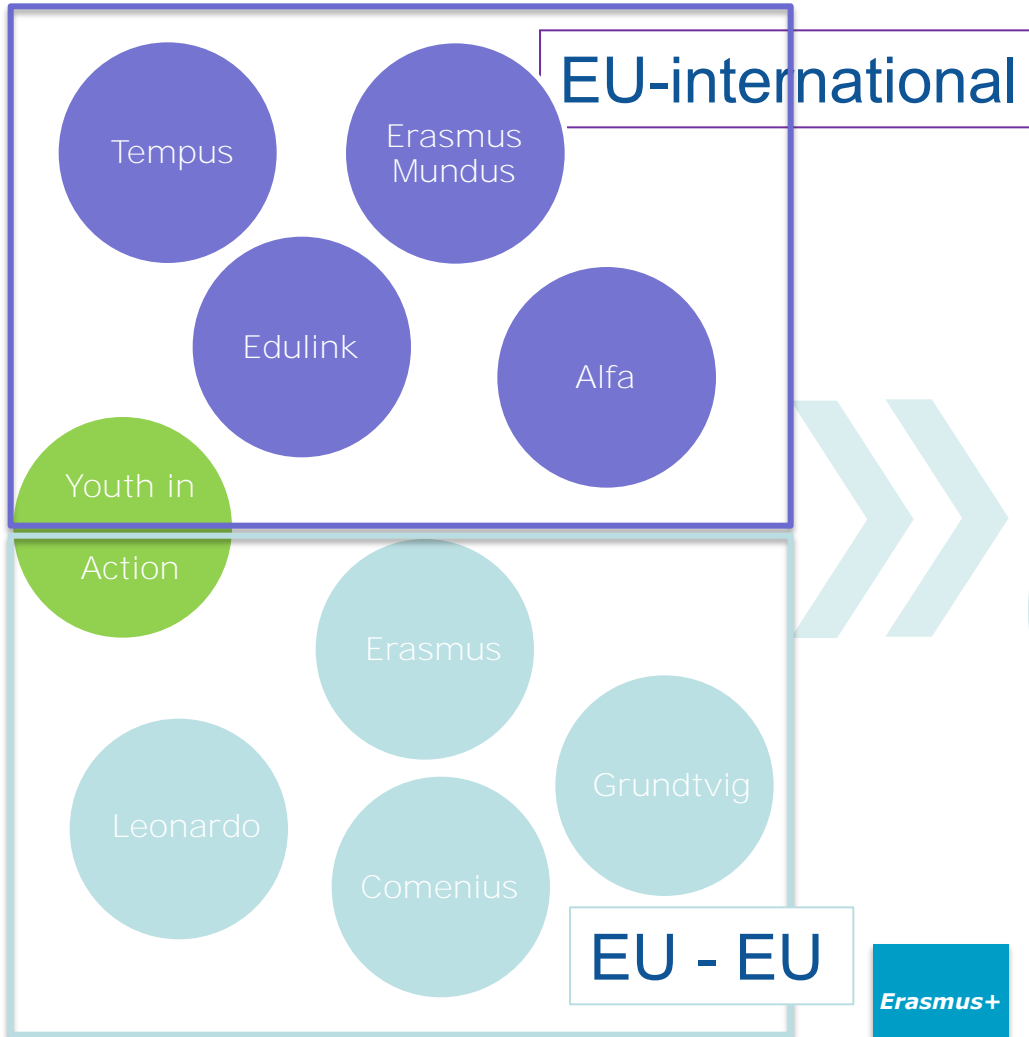 EU-international
Tempus
Erasmus
Mundus
Edulink
Alfa
Youth in
Action
Erasmus
Grundtvig
Leonardo
Comenius
EU - EU
Erasmus+